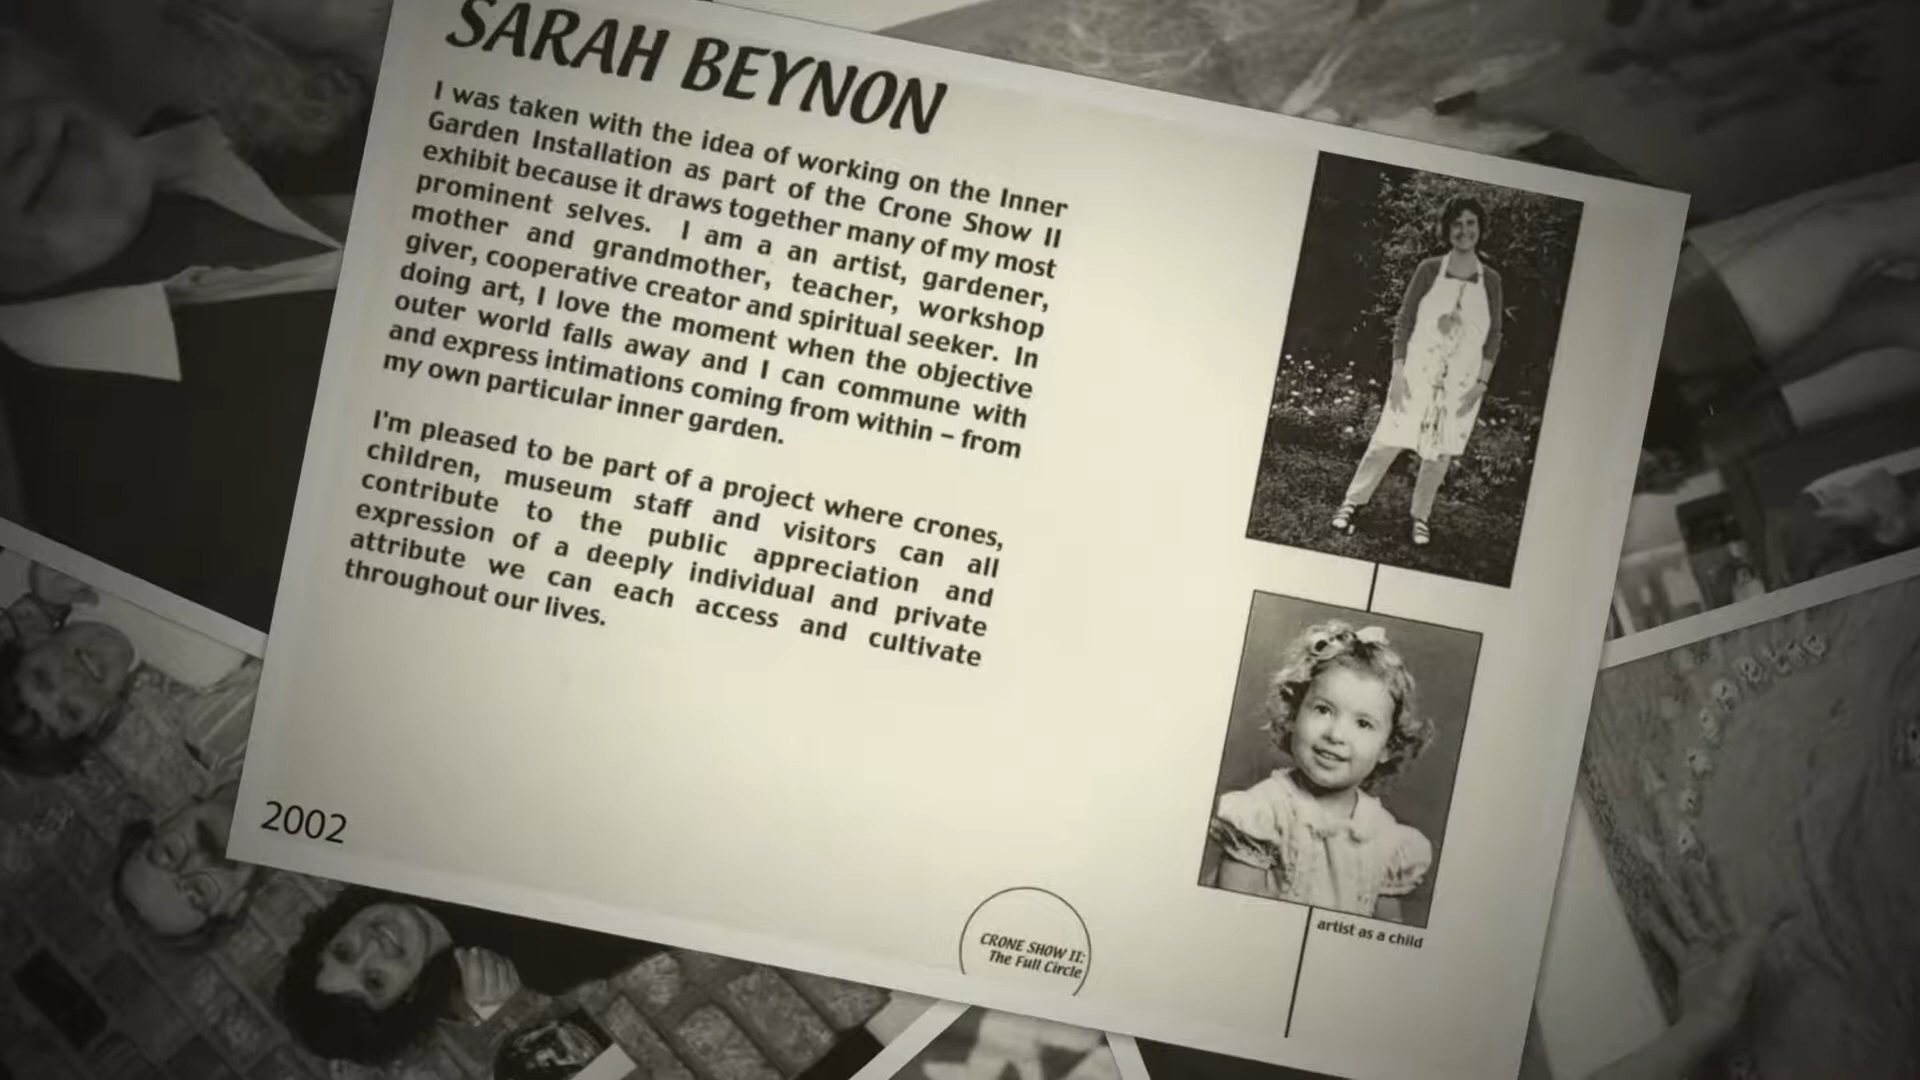 SARAH BEYNON
I was taken with the idea of working on the Inner
Garden Installation as part of the Crone Show II
exhibit because it draws together many of my most
prominent selves. I am a an artist, gardener,
mother and grandmother, teacher, workshop
giver, cooperative creator and spiritual seeker. In
doing art, I love the moment when the objective
outer world falls away and I can commune with
and express intimations coming from within – from
my own particular inner garden.
I'm pleased to be part of a project where crones,
children, museum staff and visitors can all
contribute to the public appreciation and
expression of a deeply individual and private
attribute we can each access and cultivate
throughout our lives.
2002
CRONE SHOW II:
The Full Circle
artist as a child